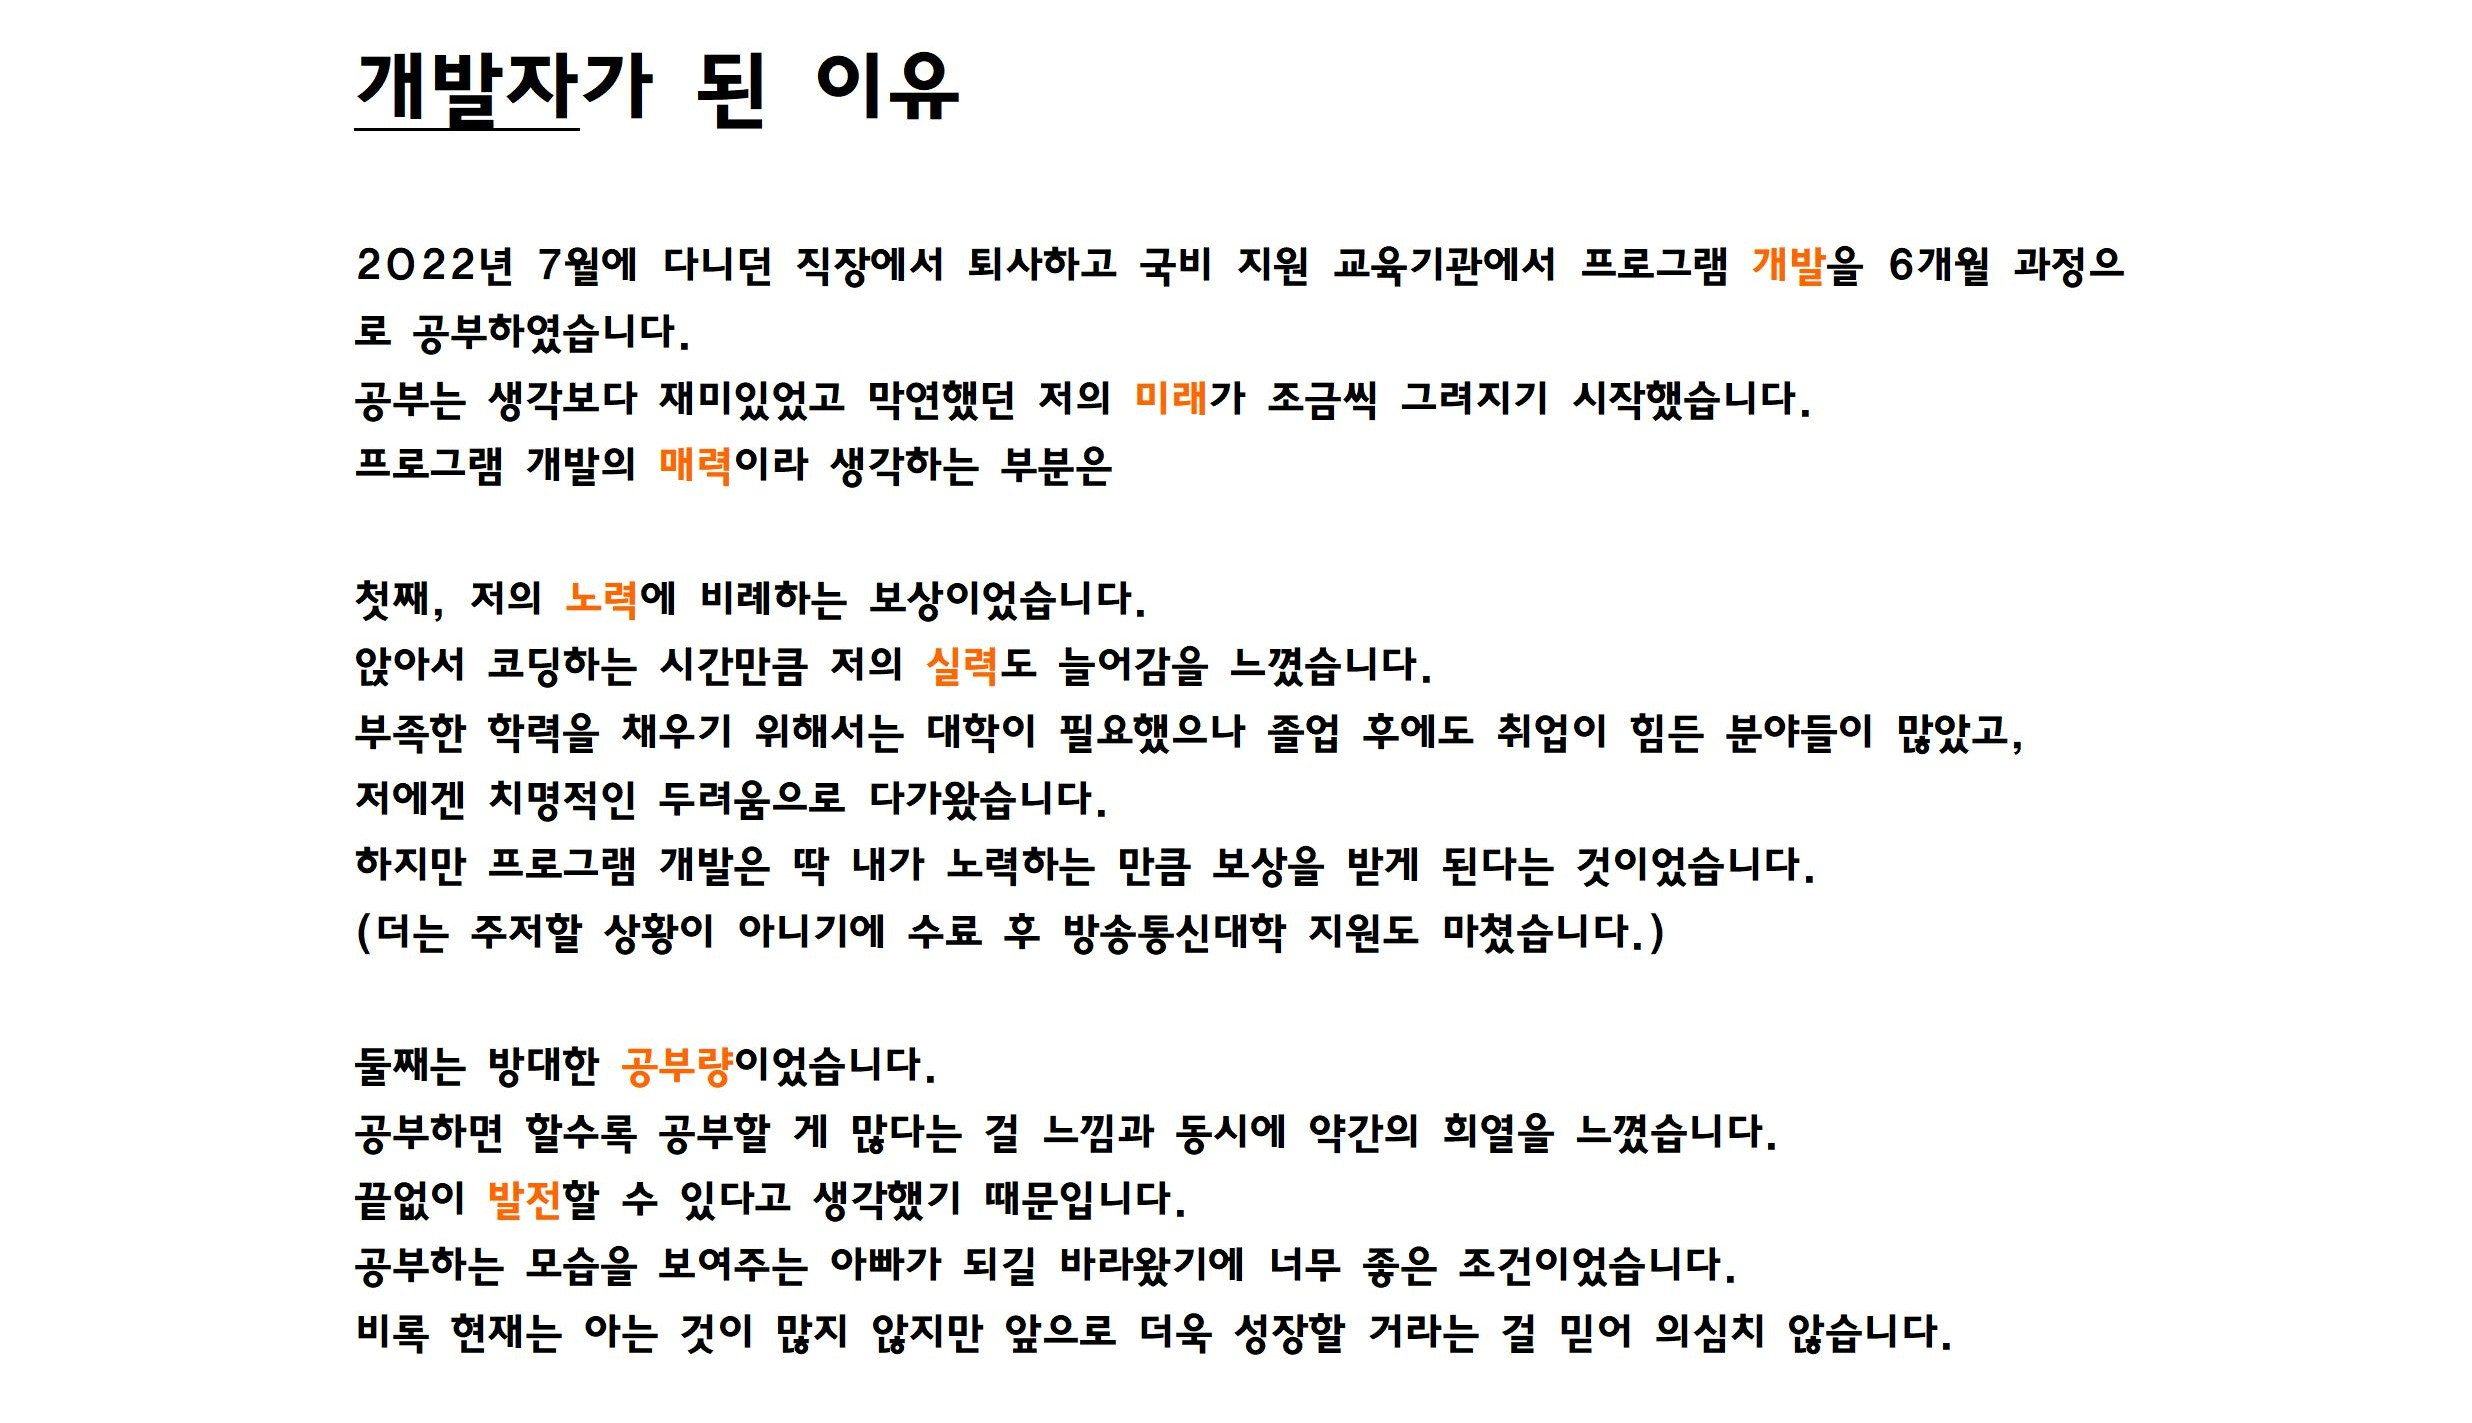 개발자가 된 이유
2022년 7월에 다니던 직장에서 퇴사하고 국비 지원 교육기관에서 프로그램 개발을 6개월 과정으
로 공부하였습니다.
공부는 생각보다 재미있었고 막연했던 저의 미래가 조금씩 그려지기 시작했습니다.
프로그램 개발의 매력이라 생각하는 부분은
첫째, 저의 노력에 비례하는 보상이었습니다.
앉아서 코딩하는 시간만큼 저의 실력도 늘어감을 느꼈습니다.
부족한 학력을 채우기 위해서는 대학이 필요했으나 졸업 후에도 취업이 힘든 분야들이 많았고,
저에겐 치명적인 두려움으로 다가왔습니다.
하지만 프로그램 개발은 딱 내가 노력하는 만큼 보상을 받게 된다는 것이었습니다.
(더는 주저할 상황이 아니기에 수료 후 방송통신대학 지원도 마쳤습니다.)
둘째는 방대한 공부량이었습니다.
공부하면 할수록 공부할 게 많다는 걸 느낌과 동시에 약간의 희열을 느꼈습니다.
끝없이 발전할 수 있다고 생각했기 때문입니다.
공부하는 모습을 보여주는 아빠가 되길 바라왔기에 너무 좋은 조건이었습니다.
비록 현재는 아는 것이 많지 않지만 앞으로 더욱 성장할 거라는 걸 믿어 의심치 않습니다.